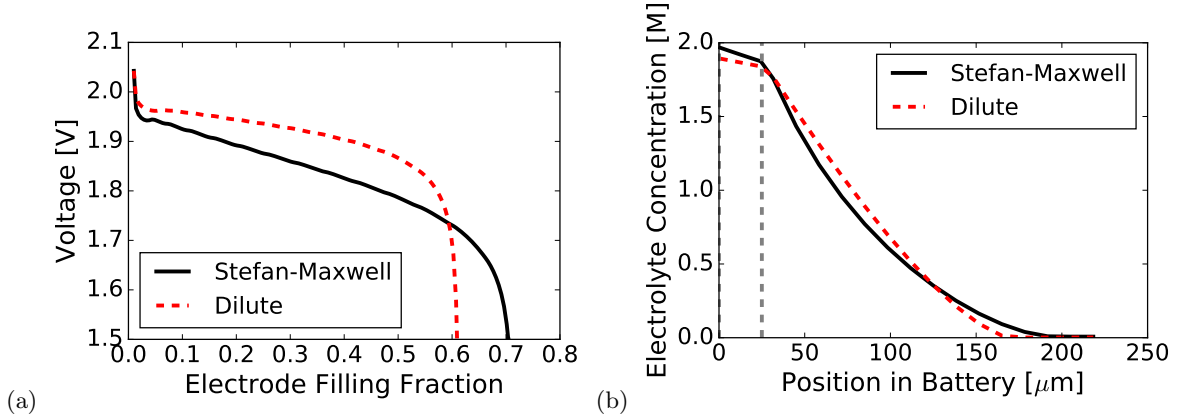 2.1
2.0
1.9
1.8
1.7
1.6
1.5
Voltage [V]
Stefan-Maxwell
Dilute
0.0 0.1 0.2 0.3 0.4 0.5 0.6 0.7 0.8
Electrode Filling Fraction
(a)
2.0
1.5
1.0
0.5
0.0
Electrolyte Concentration [M]
Stefan-Maxwell
Dilute
0 50 100 150 200 250
Position in Battery [μm]
(b)